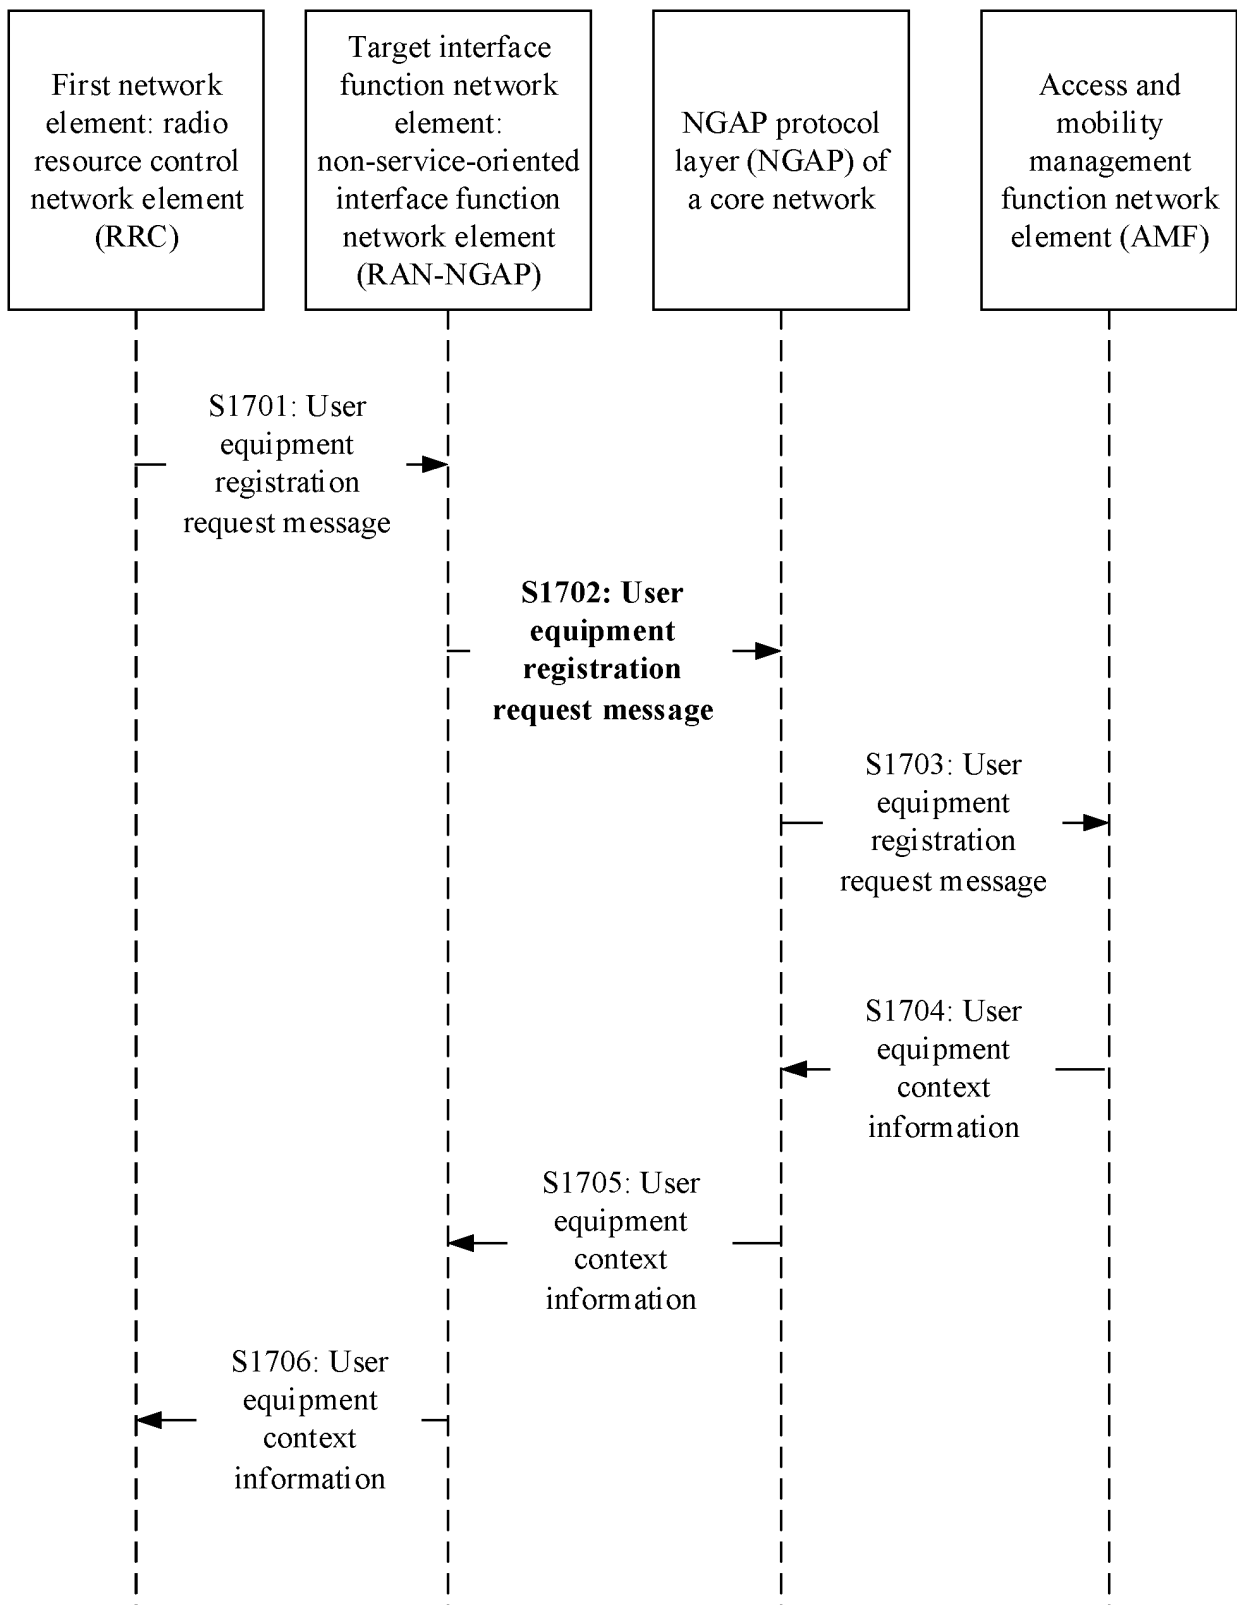 First network
element: radio
resource control
network element
(RRC)
Target interface
function network
element:
non-service-oriented
interface function
network element
(RAN-NGAP)
NGAP protocol
layer (NGAP) of
a core network
Access and
mobility
management
function network
element (AMF)
S1701: User
equipment
registration
request message
S1702: User
equipment
registration
request message
S1703: User
equipment
registration
request message
S1704: User
equipment
context
information
S1705: User
equipment
context
information
S1706: User
equipment
context
information